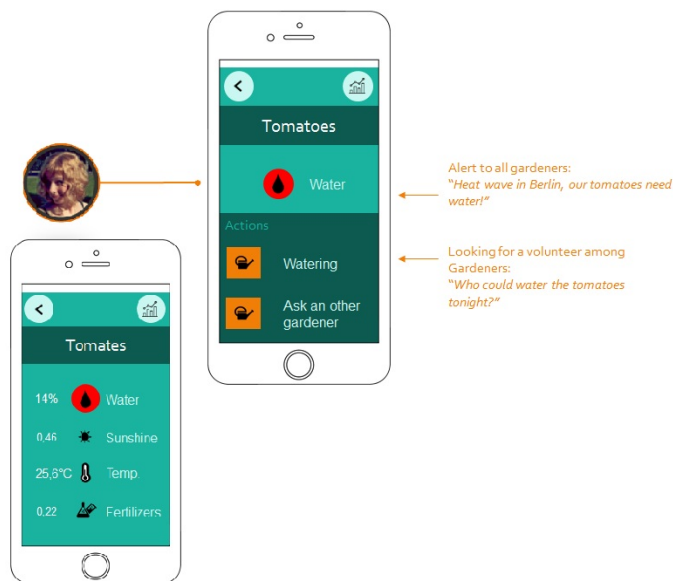 Tomatoes
Water
Actions
Watering
Ask an other
gardener
Alert to all gardeners:
"Heat wave in Berlin, our tomatoes need
water!"
Looking for a volunteer among
Gardeners:
"Who could water the tomatoes
tonight?"
Tomates
14% Water
0,46 Sunshine
25,6°C Temp
0,22 Fertilizers